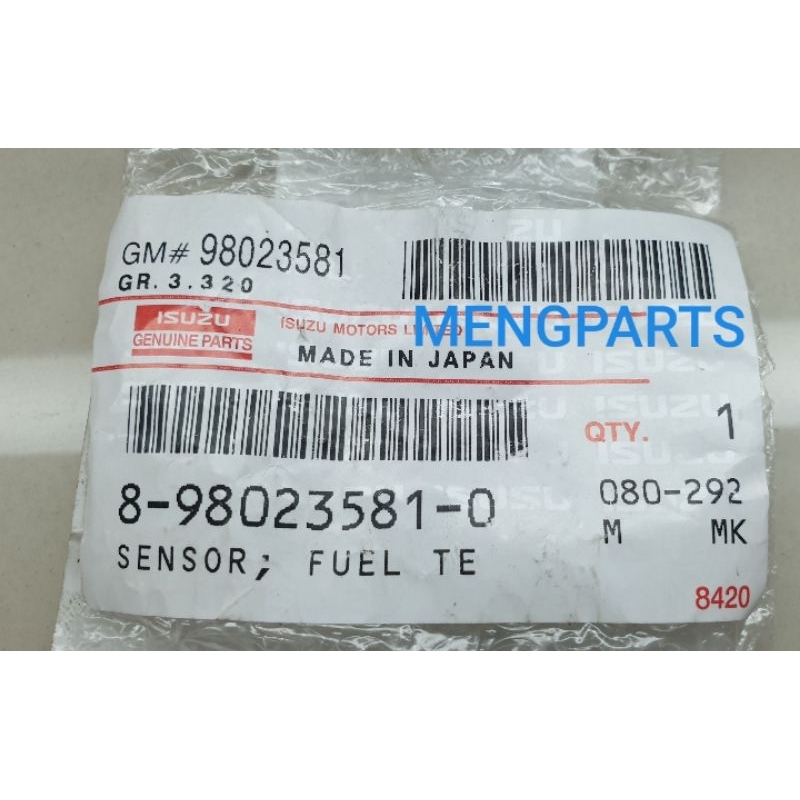 GM# 98023581
GR. 3.320
ISUZU
GENUINE PARTS
ISUZU MOTORS LIMITED
MENGPARTS
MADE IN JAPAN
QTY. 1
8-98023581-0
080-292
SENSOR; FUEL TE
M MK
8420